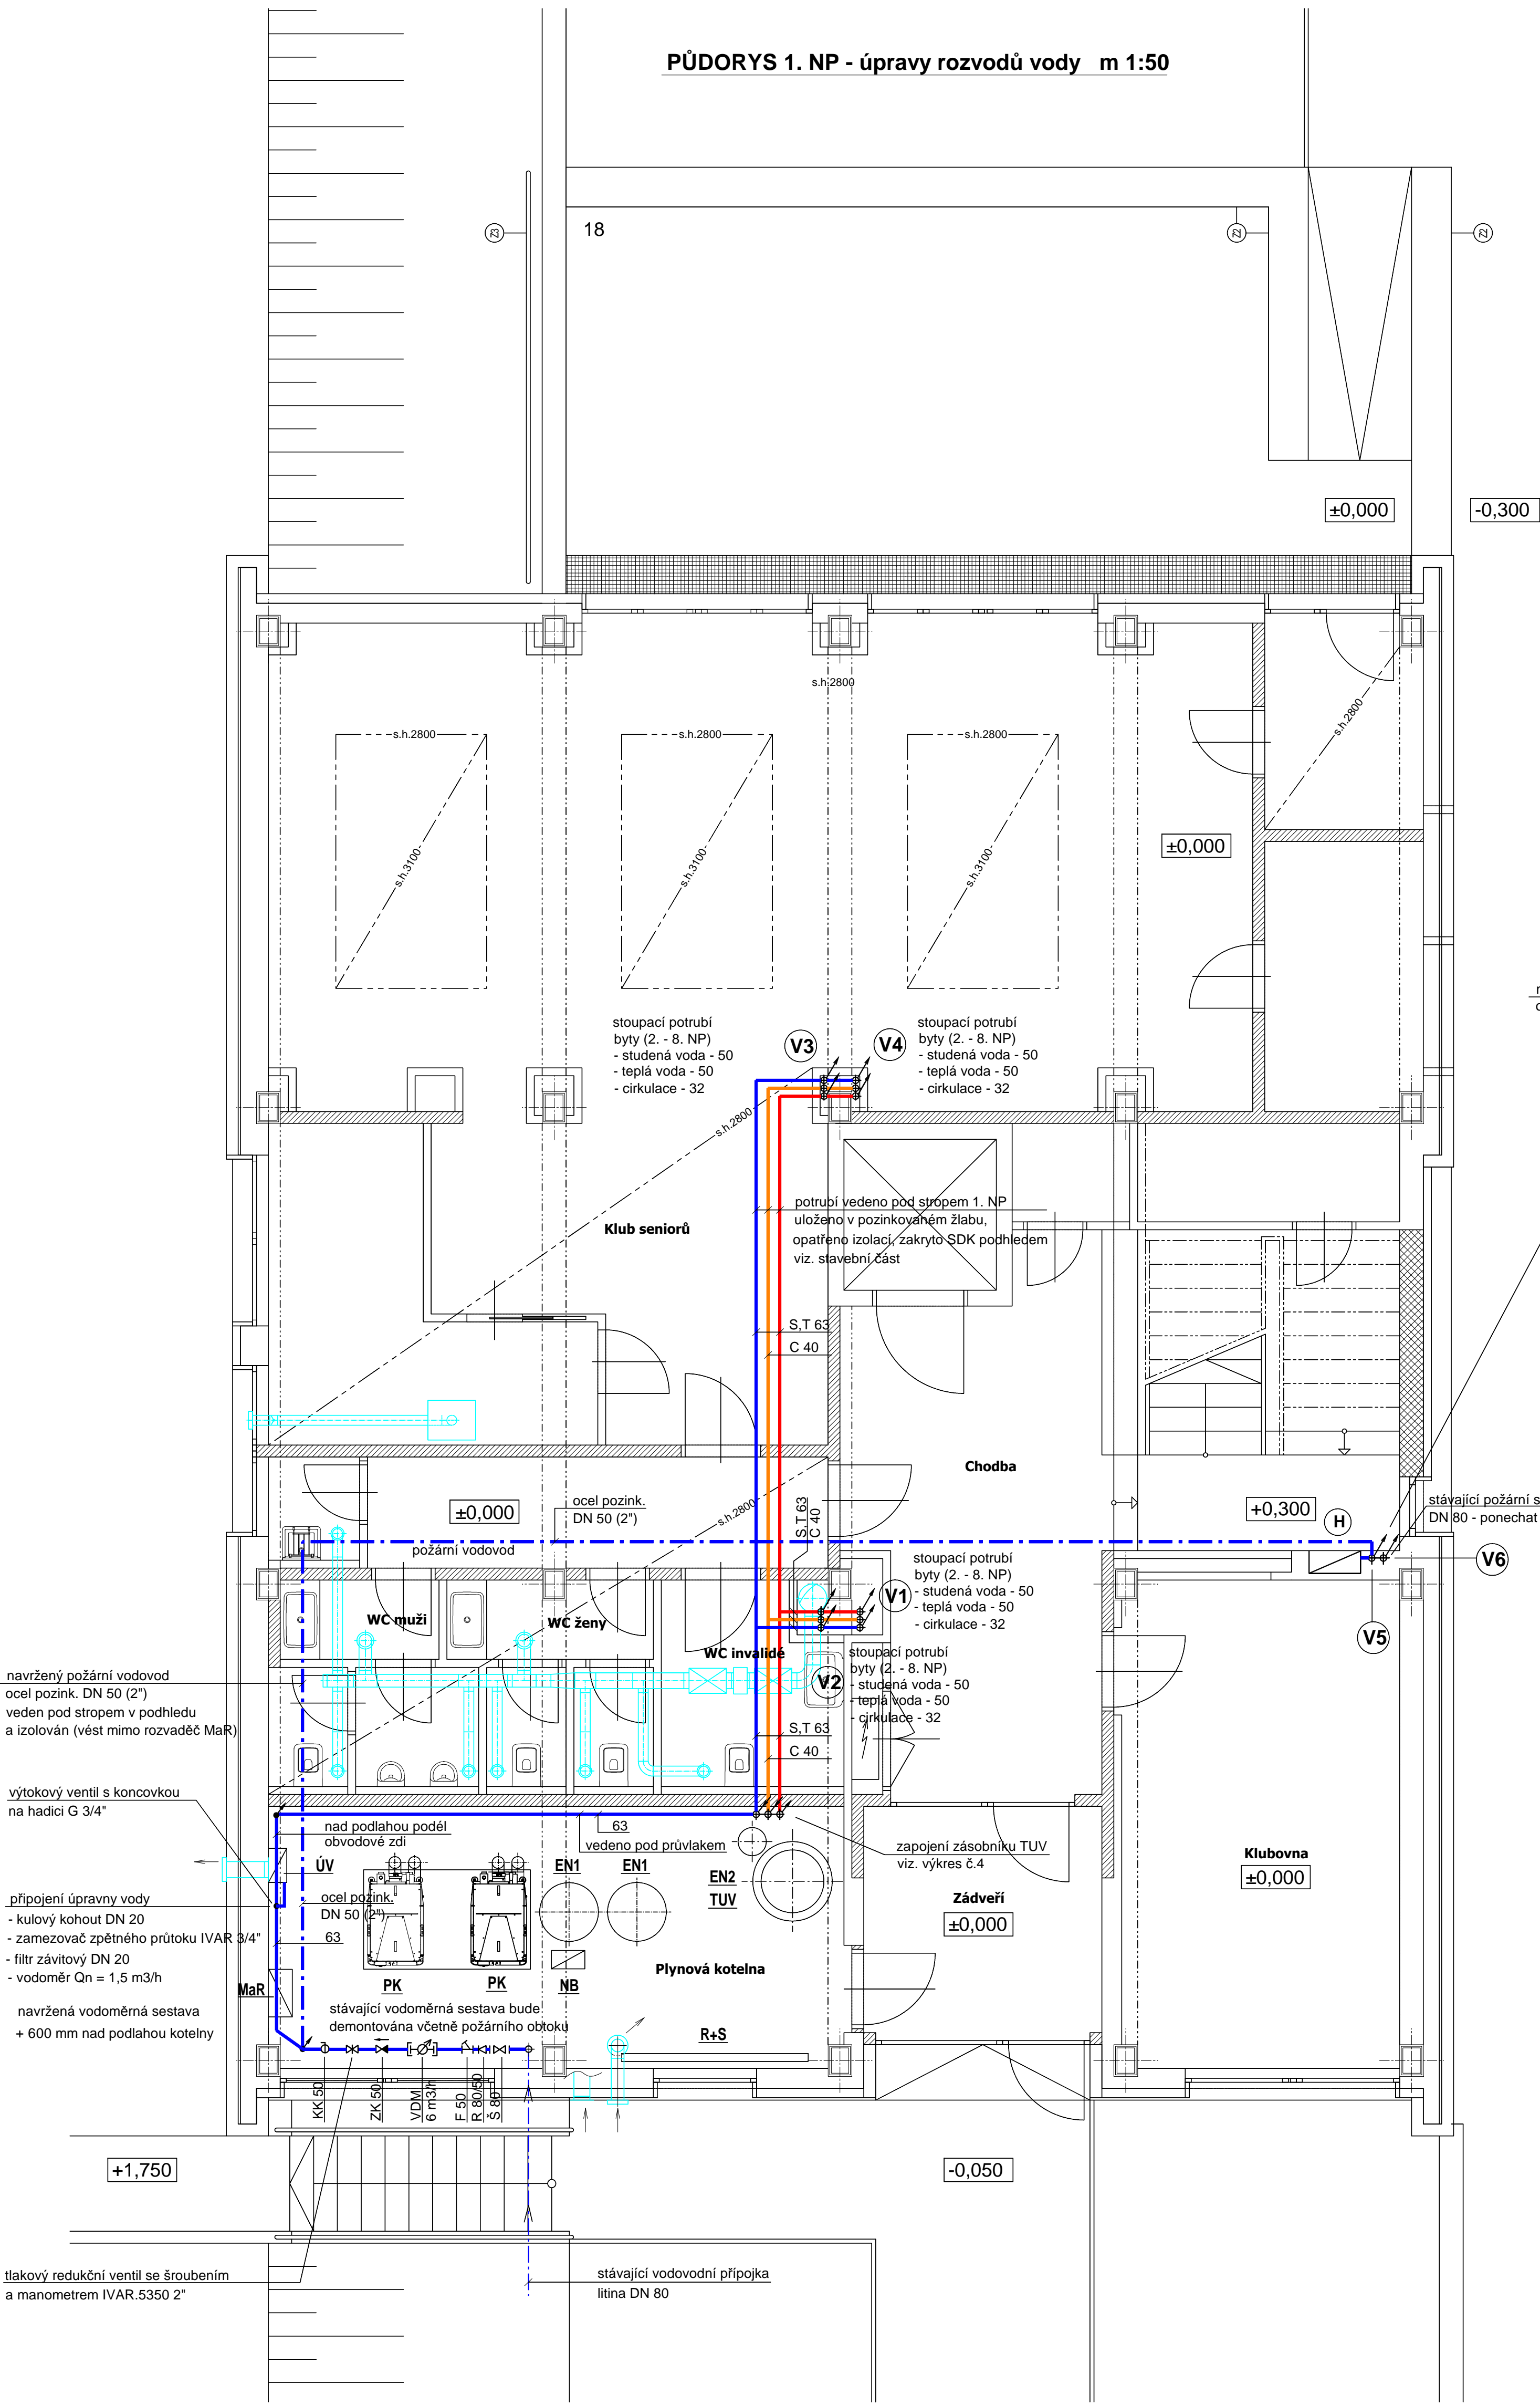 PŮDORYS 1. NP - úpravy rozvodů vody m 1:50
Z3
18
Z2
Z2
±0,000
-0,300
s.h.2800
s.h.2800
s.h.2800
s.h.2800
s.h.2800
s.h.3100
s.h.3100
s.h.3100
±0,000
stoupací potrubí
byty (2. - 8. NP)
- studená voda - 50
- teplá voda - 50
- cirkulace - 32
V3
V4
stoupací potrubí
byty (2. - 8. NP)
- studená voda - 50
- teplá voda - 50
- cirkulace - 32
s.h.2800
Klub seniorů
potrubí vedeno pod stropem 1. NP
uloženo v pozinkovaném žlabu,
opatřeno izolací, zakryto SDK podhledem
viz. stavební část
S,T 63
C 40
Chodba
±0,000
ocel pozink.
DN 50 (2")
s.h.2800
S,T 63
C 40
požární vodovod
+0,300
H
stávající požární s
DN 80 - ponechat
V6
V5
stoupací potrubí
byty (2. - 8. NP)
- studená voda - 50
- teplá voda - 50
- cirkulace - 32
V1
WC muži
WC ženy
WC invalidé
V2
stoupací potrubí
byty (2. - 8. NP)
- studená voda - 50
- teplá voda - 50
- cirkulace - 32
navržený požární vodovod
ocel pozink. DN 50 (2")
veden pod stropem v podhledu
a izolován (vést mimo rozvaděč MaR)
S,T 63
C 40
výtokový ventil s koncovkou
na hadici G 3/4"
nad podlahou podél
obvodové zdi
63
vedeno pod průvlakem
zapojení zásobníku TUV
viz. výkres č.4
ÚV
EN1
EN1
EN2
TUV
Klubovna
±0,000
Zádveří
±0,000
připojení úpravny vody
- kulový kohout DN 20
- zamezovač zpětného průtoku IVAR 3/4"
- filtr závitový DN 20
- vodoměr Qn = 1,5 m3/h
ocel pozink.
DN 50 (2")
63
Plynová kotelna
MaR
PK
PK
NB
navržená vodoměrná sestava
+ 600 mm nad podlahou kotelny
stávající vodoměrná sestava bude
demontována včetně požárního obtoku
R+S
KK 50
ZK 50
VDM
6 m3/h
F 50
R 80/50
Š 80
+1,750
-0,050
tlakový redukční ventil se šroubením
a manometrem IVAR.5350 2"
stávající vodovodní přípojka
litina DN 80